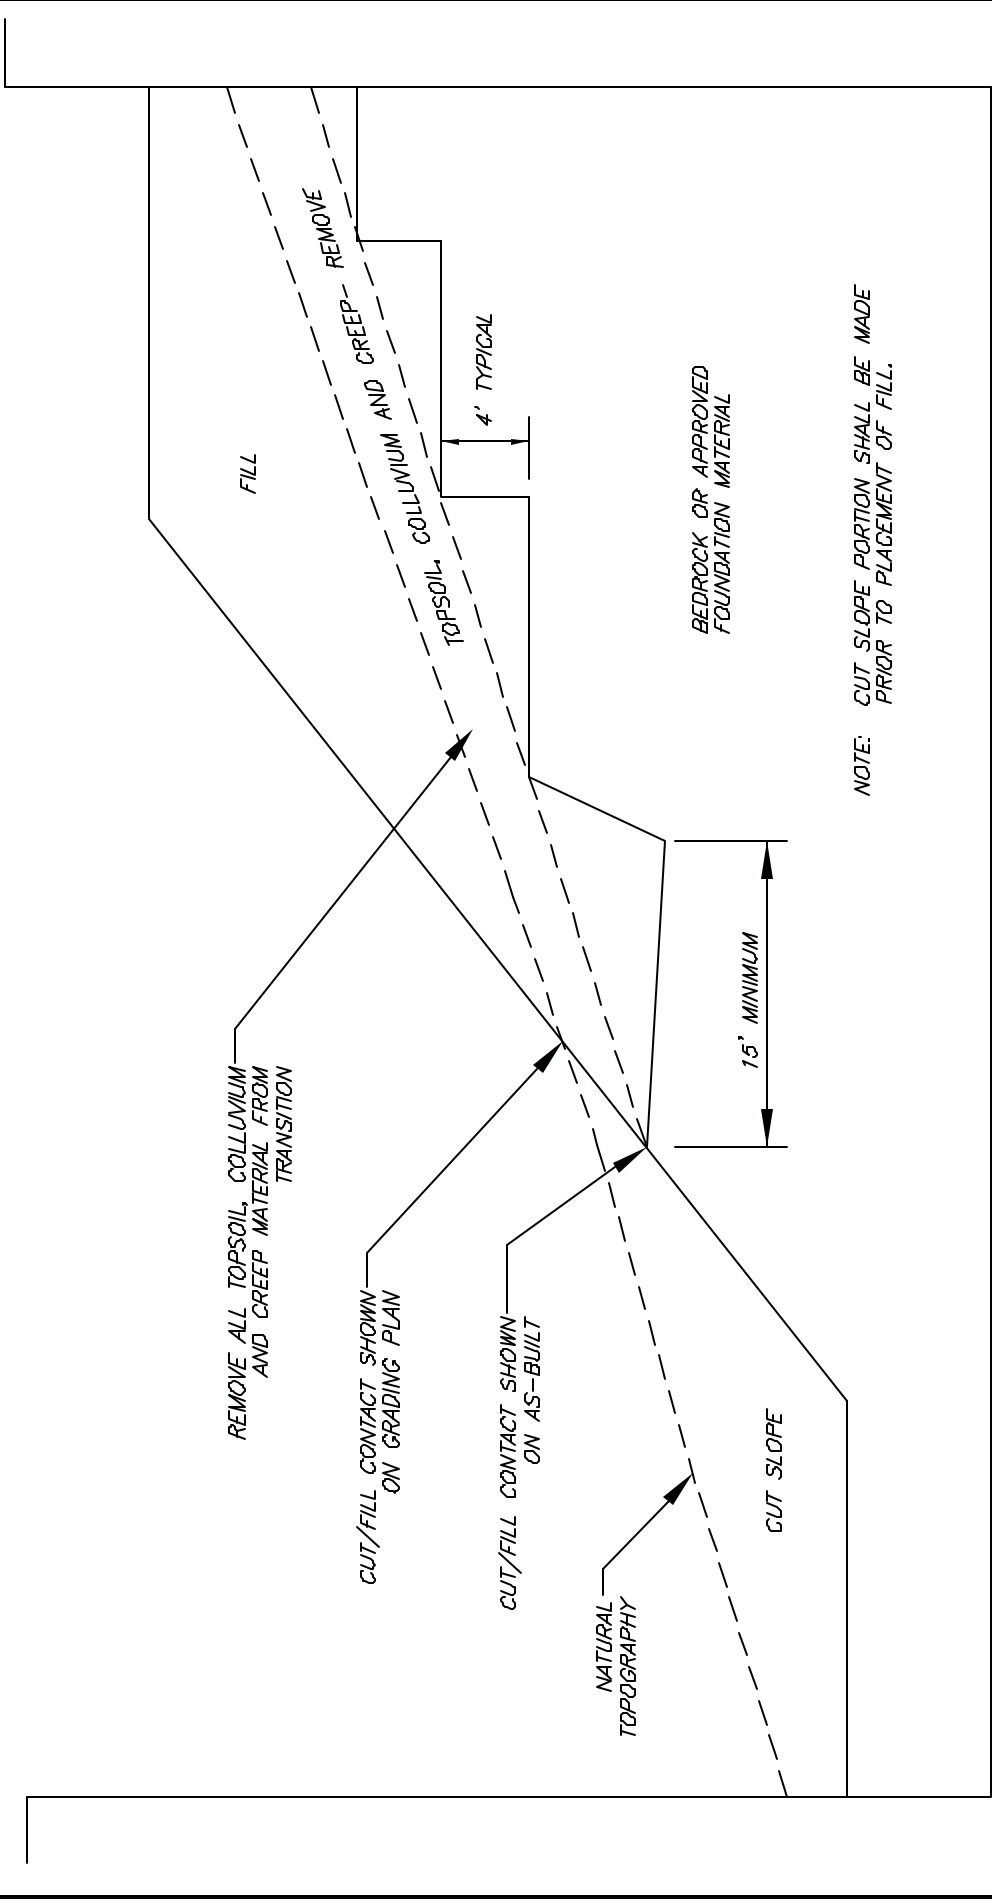 REMOVE ALL TOPSOIL, COLLUVIUM
AND CREEP MATERIAL FROM
TRANSITION
FILL
CUT/FILL CONTACT SHOWN
ON GRADING PLAN
TOPSOIL, COLLUVIUM AND CREEP- REMOVE
CUT/FILL CONTACT SHOWN
ON AS-BUILT
4' TYPICAL
NATURAL
TOPOGRAPHY
BEDROCK OR APPROVED
FOUNDATION MATERIAL
15' MINIMUM
CUT SLOPE
NOTE: CUT SLOPE PORTION SHALL BE MADE
PRIOR TO PLACEMENT OF FILL.